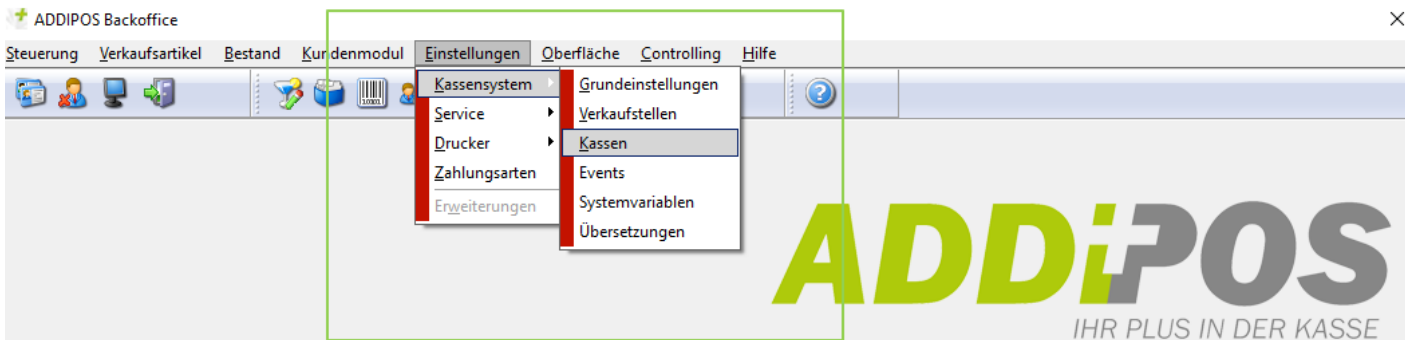 ADDIPOS Backoffice
Steuerung Verkaufsartikel Bestand Kundenmodul Einstellungen Oberfläche Controlling Hilfe
Kassensystem
Service
Drucker
Zahlungsarten
Erweiterungen
Grundeinstellungen
Verkaufstellen
Kassen
Events
Systemvariablen
Übersetzungen
ADDiPOS
IHR PLUS IN DER KASSE